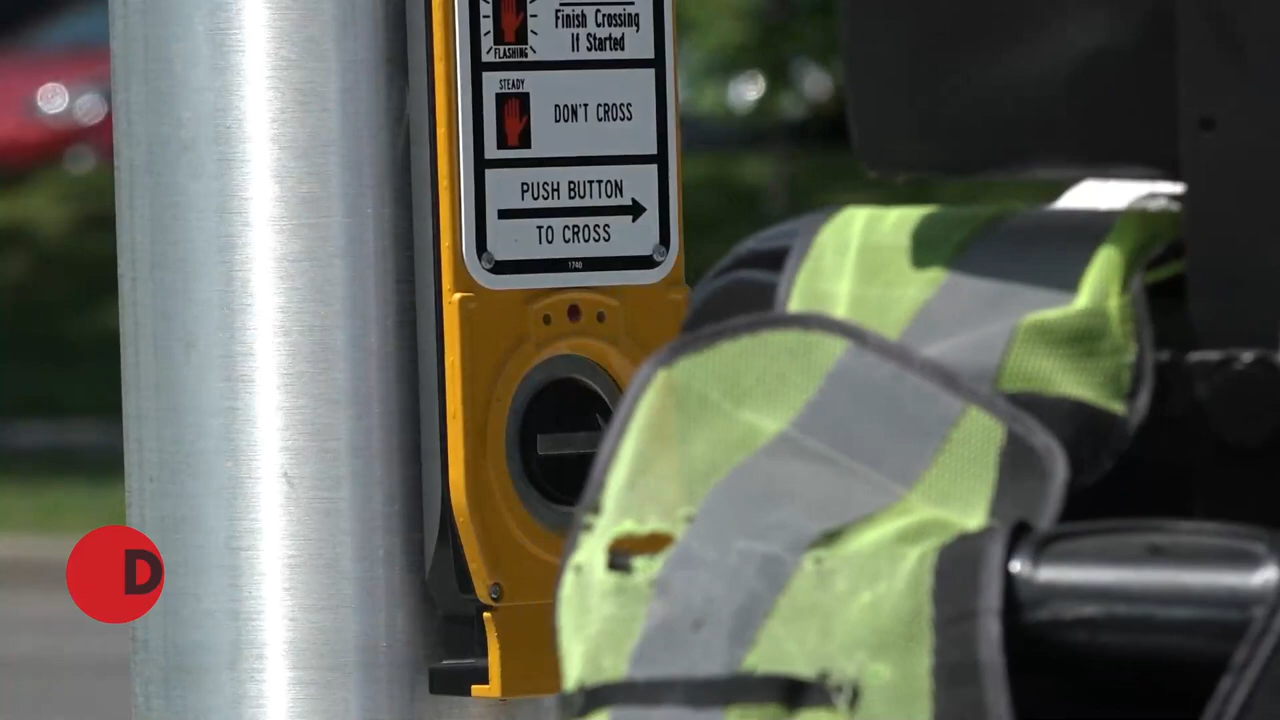 Finish Crossing
If Started
FLASHING
STEADY
DON'T CROSS
PUSH BUTTON
TO CROSS
1740
D